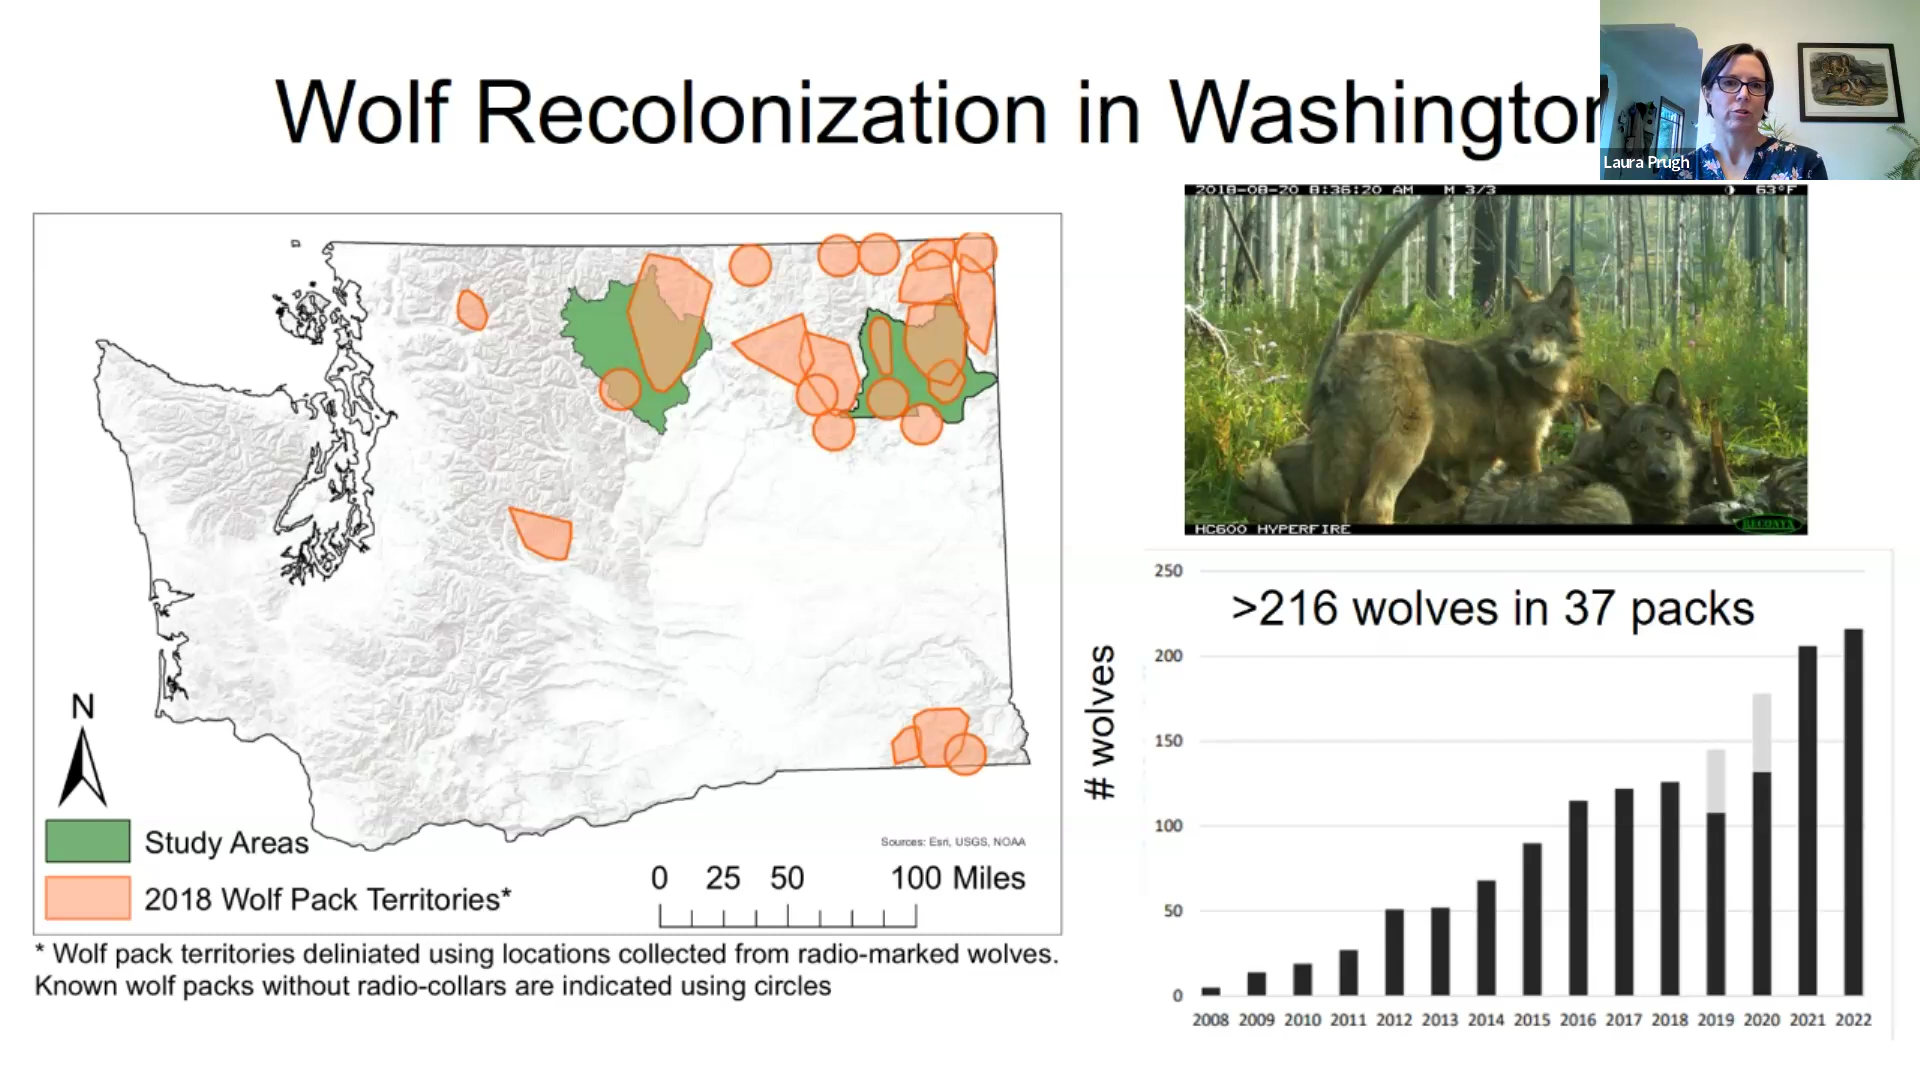 Wolf Recolonization in Washington
Laura Prugh
2018-08-20 8:36:20 AM M 3/3 63°F
HC600 HYPERFIRE
RECONYX
N
Study Areas
2018 Wolf Pack Territories*
Sources: Esri, USGS, NOAA
0 25 50 100 Miles
* Wolf pack territories deliniated using locations collected from radio-marked wolves.
Known wolf packs without radio-collars are indicated using circles
>216 wolves in 37 packs
# wolves
250
200
150
100
50
0
2008 2009 2010 2011 2012 2013 2014 2015 2016 2017 2018 2019 2020 2021 2022